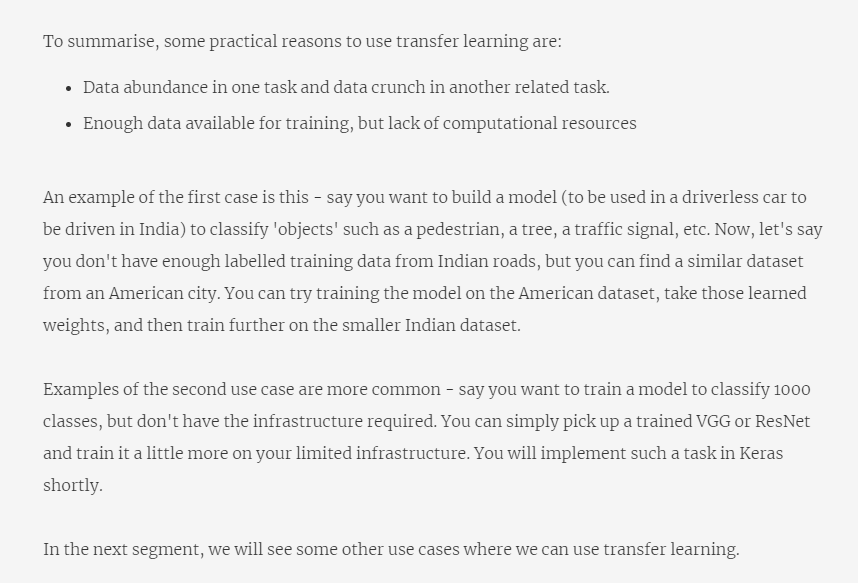 To summarise, some practical reasons to use transfer learning are:
• Data abundance in one task and data crunch in another related task.
• Enough data available for training, but lack of computational resources
An example of the first case is this - say you want to build a model (to be used in a driverless car to
be driven in India) to classify 'objects' such as a pedestrian, a tree, a traffic signal, etc. Now, let's say
you don't have enough labelled training data from Indian roads, but you can find a similar dataset
from an American city. You can try training the model on the American dataset, take those learned
weights, and then train further on the smaller Indian dataset.
Examples of the second use case are more common - say you want to train a model to classify 1000
classes, but don't have the infrastructure required. You can simply pick up a trained VGG or ResNet
and train it a little more on your limited infrastructure. You will implement such a task in Keras
shortly.
In the next segment, we will see some other use cases where we can use transfer learning.